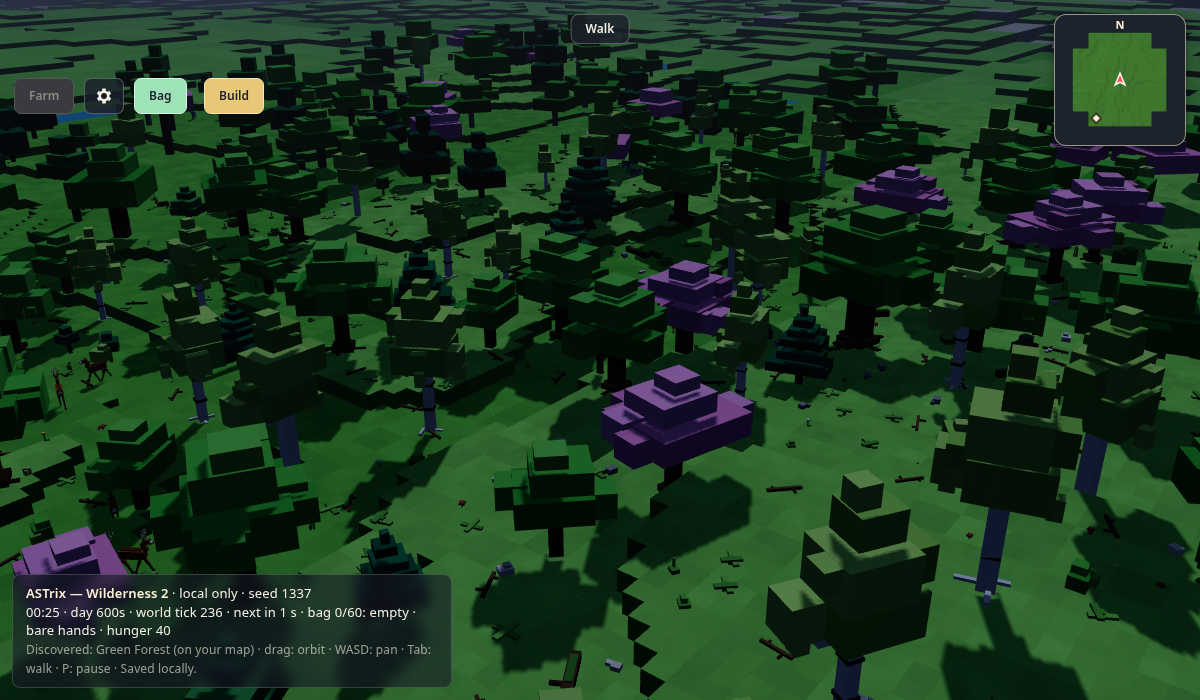 Walk
N
Farm
Bag
Build
ASTrix — Wilderness 2 · local only · seed 1337
00:25 · day 600s · world tick 236 · next in 1 s · bag 0/60: empty ·
bare hands · hunger 40
Discovered: Green Forest (on your map) · drag: orbit · WASD: pan · Tab:
walk · P: pause · Saved locally.